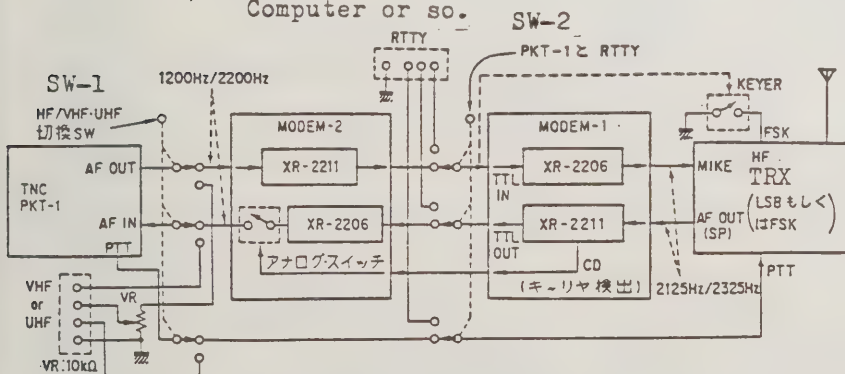 Computer or so.
SW-2
RTTY
PKT-1と RTTY
SW-1
1200Hz/2200Hz
KEYER
HF/VHF・UHF
切換SW
MODEM-2
MODEM-1
FSK
AF OUT
XR-2211
XR-2206
MIKE
HF
TNC
PKT-1
TTL
IN
TRX
AF IN
XR-2206
XR-2211
AF OUT
(SP)
(LSBもしく
はFSK
PTT
TTL
OUT
アナログ・スイッチ
CD
PTT
VHF
or
UHF
VR
(キャリヤ検出)
2125Hz/2325Hz
VR:10kΩ